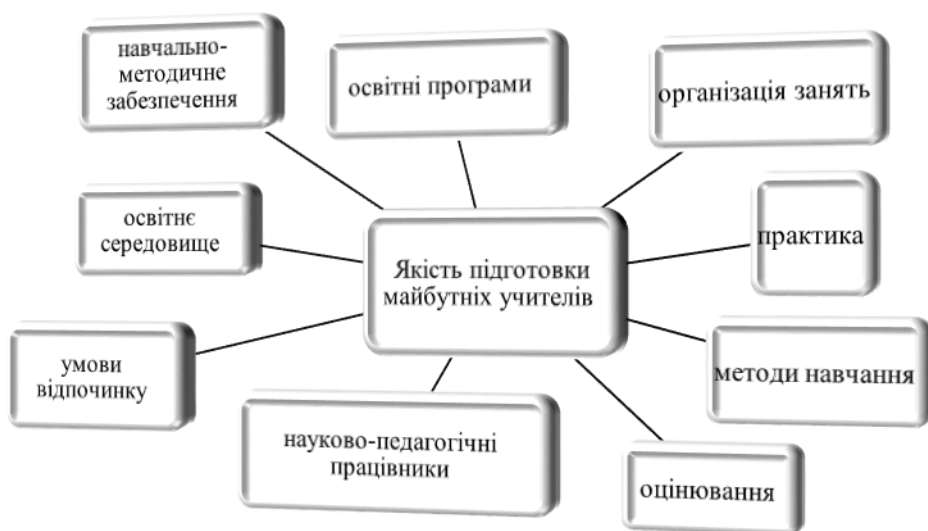 навчально-
методичне
забезпечення
освітні програми
організація занять
освітнє
середовище
Якість підготовки
майбутніх учителів
практика
умови
відпочинку
методи навчання
науково-педагогічні
працівники
оцінювання